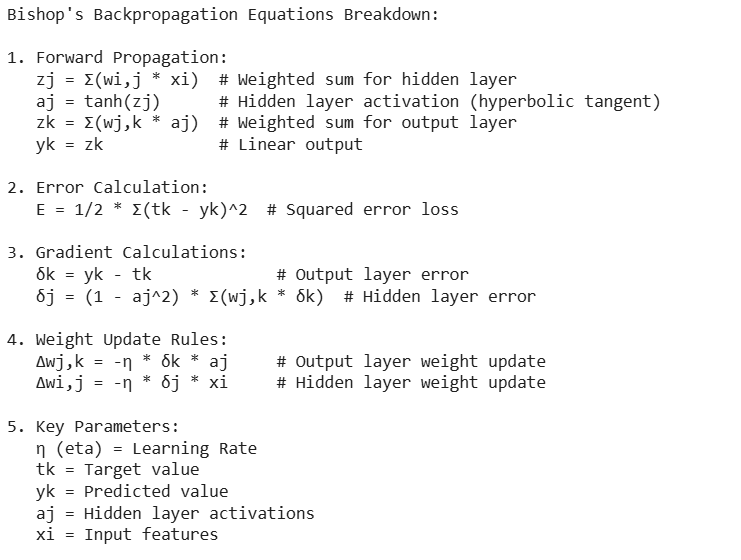 Bishop's Backpropagation Equations Breakdown:
1. Forward Propagation:
zj = Σ(wi,j * xi)  # Weighted sum for hidden layer
aj = tanh(zj)      # Hidden layer activation (hyperbolic tangent)
zk = Σ(wj,k * aj)  # Weighted sum for output layer
yk = zk            # Linear output
2. Error Calculation:
E = 1/2 * Σ(tk - yk)^2  # Squared error loss
3. Gradient Calculations:
δk = yk - tk             # Output layer error
δj = (1 - aj^2) * Σ(wj,k * δk)  # Hidden layer error
4. Weight Update Rules:
Δwj,k = -η * δk * aj     # Output layer weight update
Δwi,j = -η * δj * xi     # Hidden layer weight update
5. Key Parameters:
η (eta) = Learning Rate
tk = Target value
yk = Predicted value
aj = Hidden layer activations
xi = Input features